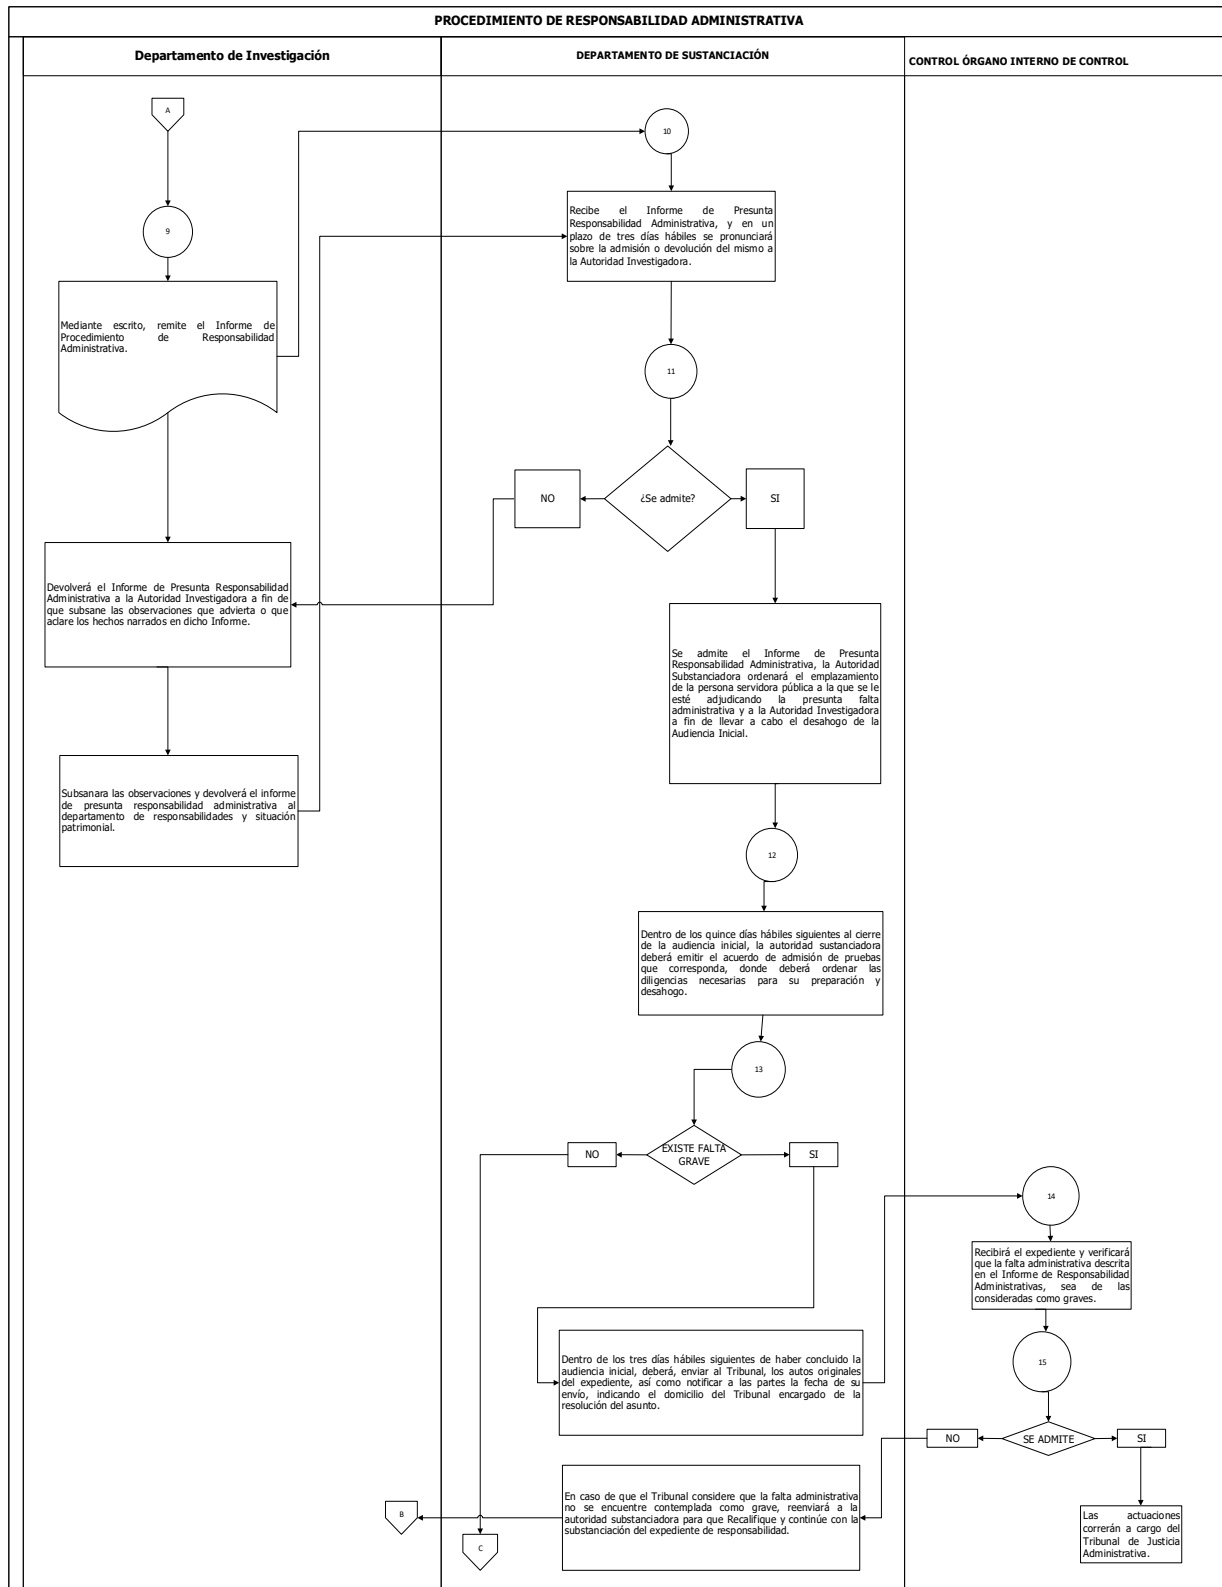 PROCEDIMIENTO DE RESPONSABILIDAD ADMINISTRATIVA
Departamento de Investigación
DEPARTAMENTO DE SUSTANCIACIÓN
CONTROL ÓRGANO INTERNO DE CONTROL
A
10
Recibe el Informe de Presunta
Responsabilidad Administrativa, y en un
plazo de tres días hábiles se pronunciará
sobre la admisión o devolución del mismo a
la Autoridad Investigadora.
9
Mediante escrito, remite el Informe de
Procedimiento de Responsabilidad
Administrativa.
11
¿Se admite?
NO
SI
Devolverá el Informe de Presunta Responsabilidad
Administrativa a la Autoridad Investigadora a fin de
que subsane las observaciones que advierta o que
aclare los hechos narrados en dicho Informe.
Se admite el Informe de Presunta
Responsabilidad Administrativa, la Autoridad
Substanciadora ordenará el emplazamiento
de la persona servidora pública a la que se le
esté adjudicando la presunta falta
administrativa y a la Autoridad Investigadora
a fin de llevar a cabo el desahogo de la
Audiencia Inicial.
Subsanara las observaciones y devolverá el informe
de presunta responsabilidad administrativa al
departamento de responsabilidades y situación
patrimonial.
12
Dentro de los quince días hábiles siguientes al cierre
de la audiencia inicial, la autoridad sustanciadora
deberá emitir el acuerdo de admisión de pruebas
que corresponda, donde deberá ordenar las
diligencias necesarias para su preparación y
desahogo.
13
NO
EXISTE FALTA
GRAVE
SI
14
Recibirá el expediente y verificará
que la falta administrativa descrita
en el Informe de Responsabilidad
Administrativas, sea de las
consideradas como graves.
Dentro de los tres días hábiles siguientes de haber concluido la
audiencia inicial, deberá, enviar al Tribunal, los autos originales
del expediente, así como notificar a las partes la fecha de su
envío, indicando el domicilio del Tribunal encargado de la
resolución del asunto.
15
NO
SE ADMITE
SI
En caso de que el Tribunal considere que la falta administrativa
no se encuentre contemplada como grave, reenviará a la
autoridad substanciadora para que Recalifique y continúe con la
substanciación del expediente de responsabilidad.
B
C
Las actuaciones
correrán a cargo del
Tribunal de Justicia
Administrativa.